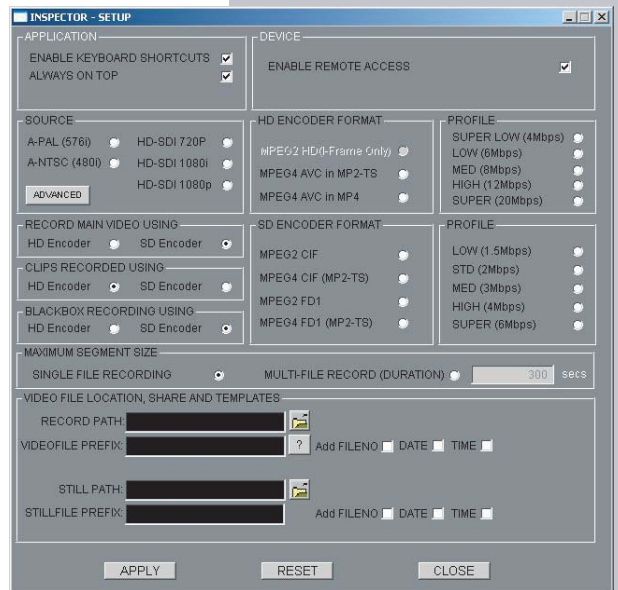 INSPECTOR - SETUP
APPLICATION
ENABLE KEYBOARD SHORTCUTS
ALWAYS ON TOP
DEVICE
ENABLE REMOTE ACCESS
SOURCE
A-PAL (576i)
HD-SDI 720P
A-NTSC (480i)
HD-SDI 1080i
HD-SDI 1080p
ADVANCED
HD ENCODER FORMAT
MPEG2 HD(I-Frame Only)
MPEG4 AVC in MP2-TS
MPEG4 AVC in MP4
PROFILE
SUPER LOW (4Mbps)
LOW (6Mbps)
MED (8Mbps)
HIGH (12Mbps)
SUPER (20Mbps)
RECORD MAIN VIDEO USING
HD Encoder SD Encoder
CLIPS RECORDED USING
HD Encoder SD Encoder
BLACKBOX RECORDING USING
HD Encoder SD Encoder
SD ENCODER FORMAT
MPEG2 CIF
MPEG4 CIF (MP2-TS)
MPEG2 FD1
MPEG4 FD1 (MP2-TS)
PROFILE
LOW (1.5Mbps)
STD (2Mbps)
MED (3Mbps)
HIGH (4Mbps)
SUPER (6Mbps)
MAXIMUM SEGMENT SIZE
SINGLE FILE RECORDING MULTI-FILE RECORD (DURATION) 300 secs
VIDEO FILE LOCATION, SHARE AND TEMPLATES
RECORD PATH:
VIDEOFILE PREFIX: ? Add FILENO DATE TIME
STILL PATH:
STILLFILE PREFIX: Add FILENO DATE TIME
APPLY RESET CLOSE